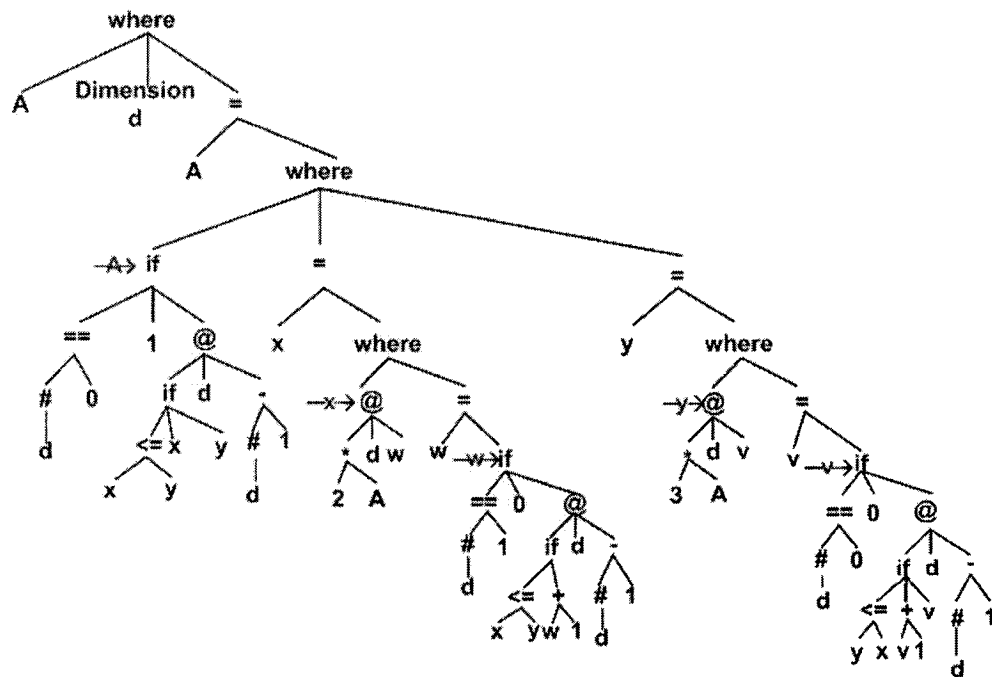 where
A Dimension =
d
A where
A if = =
== 1 @ x where y where
# 0 if d - x @ = y @ =
d <= x y # 1 * d w w w if * d v v v if
x y d 2 A == 0 @ 3 A == 0 @
# 1 if d - # 0 if d -
d <= + # 1 d <= + v # 1
x y w 1 d y x v 1 d